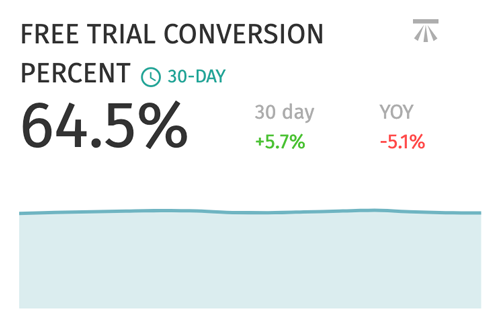 FREE TRIAL CONVERSION
PERCENT 30-DAY
64.5%
30 day
+5.7%
YOY
-5.1%